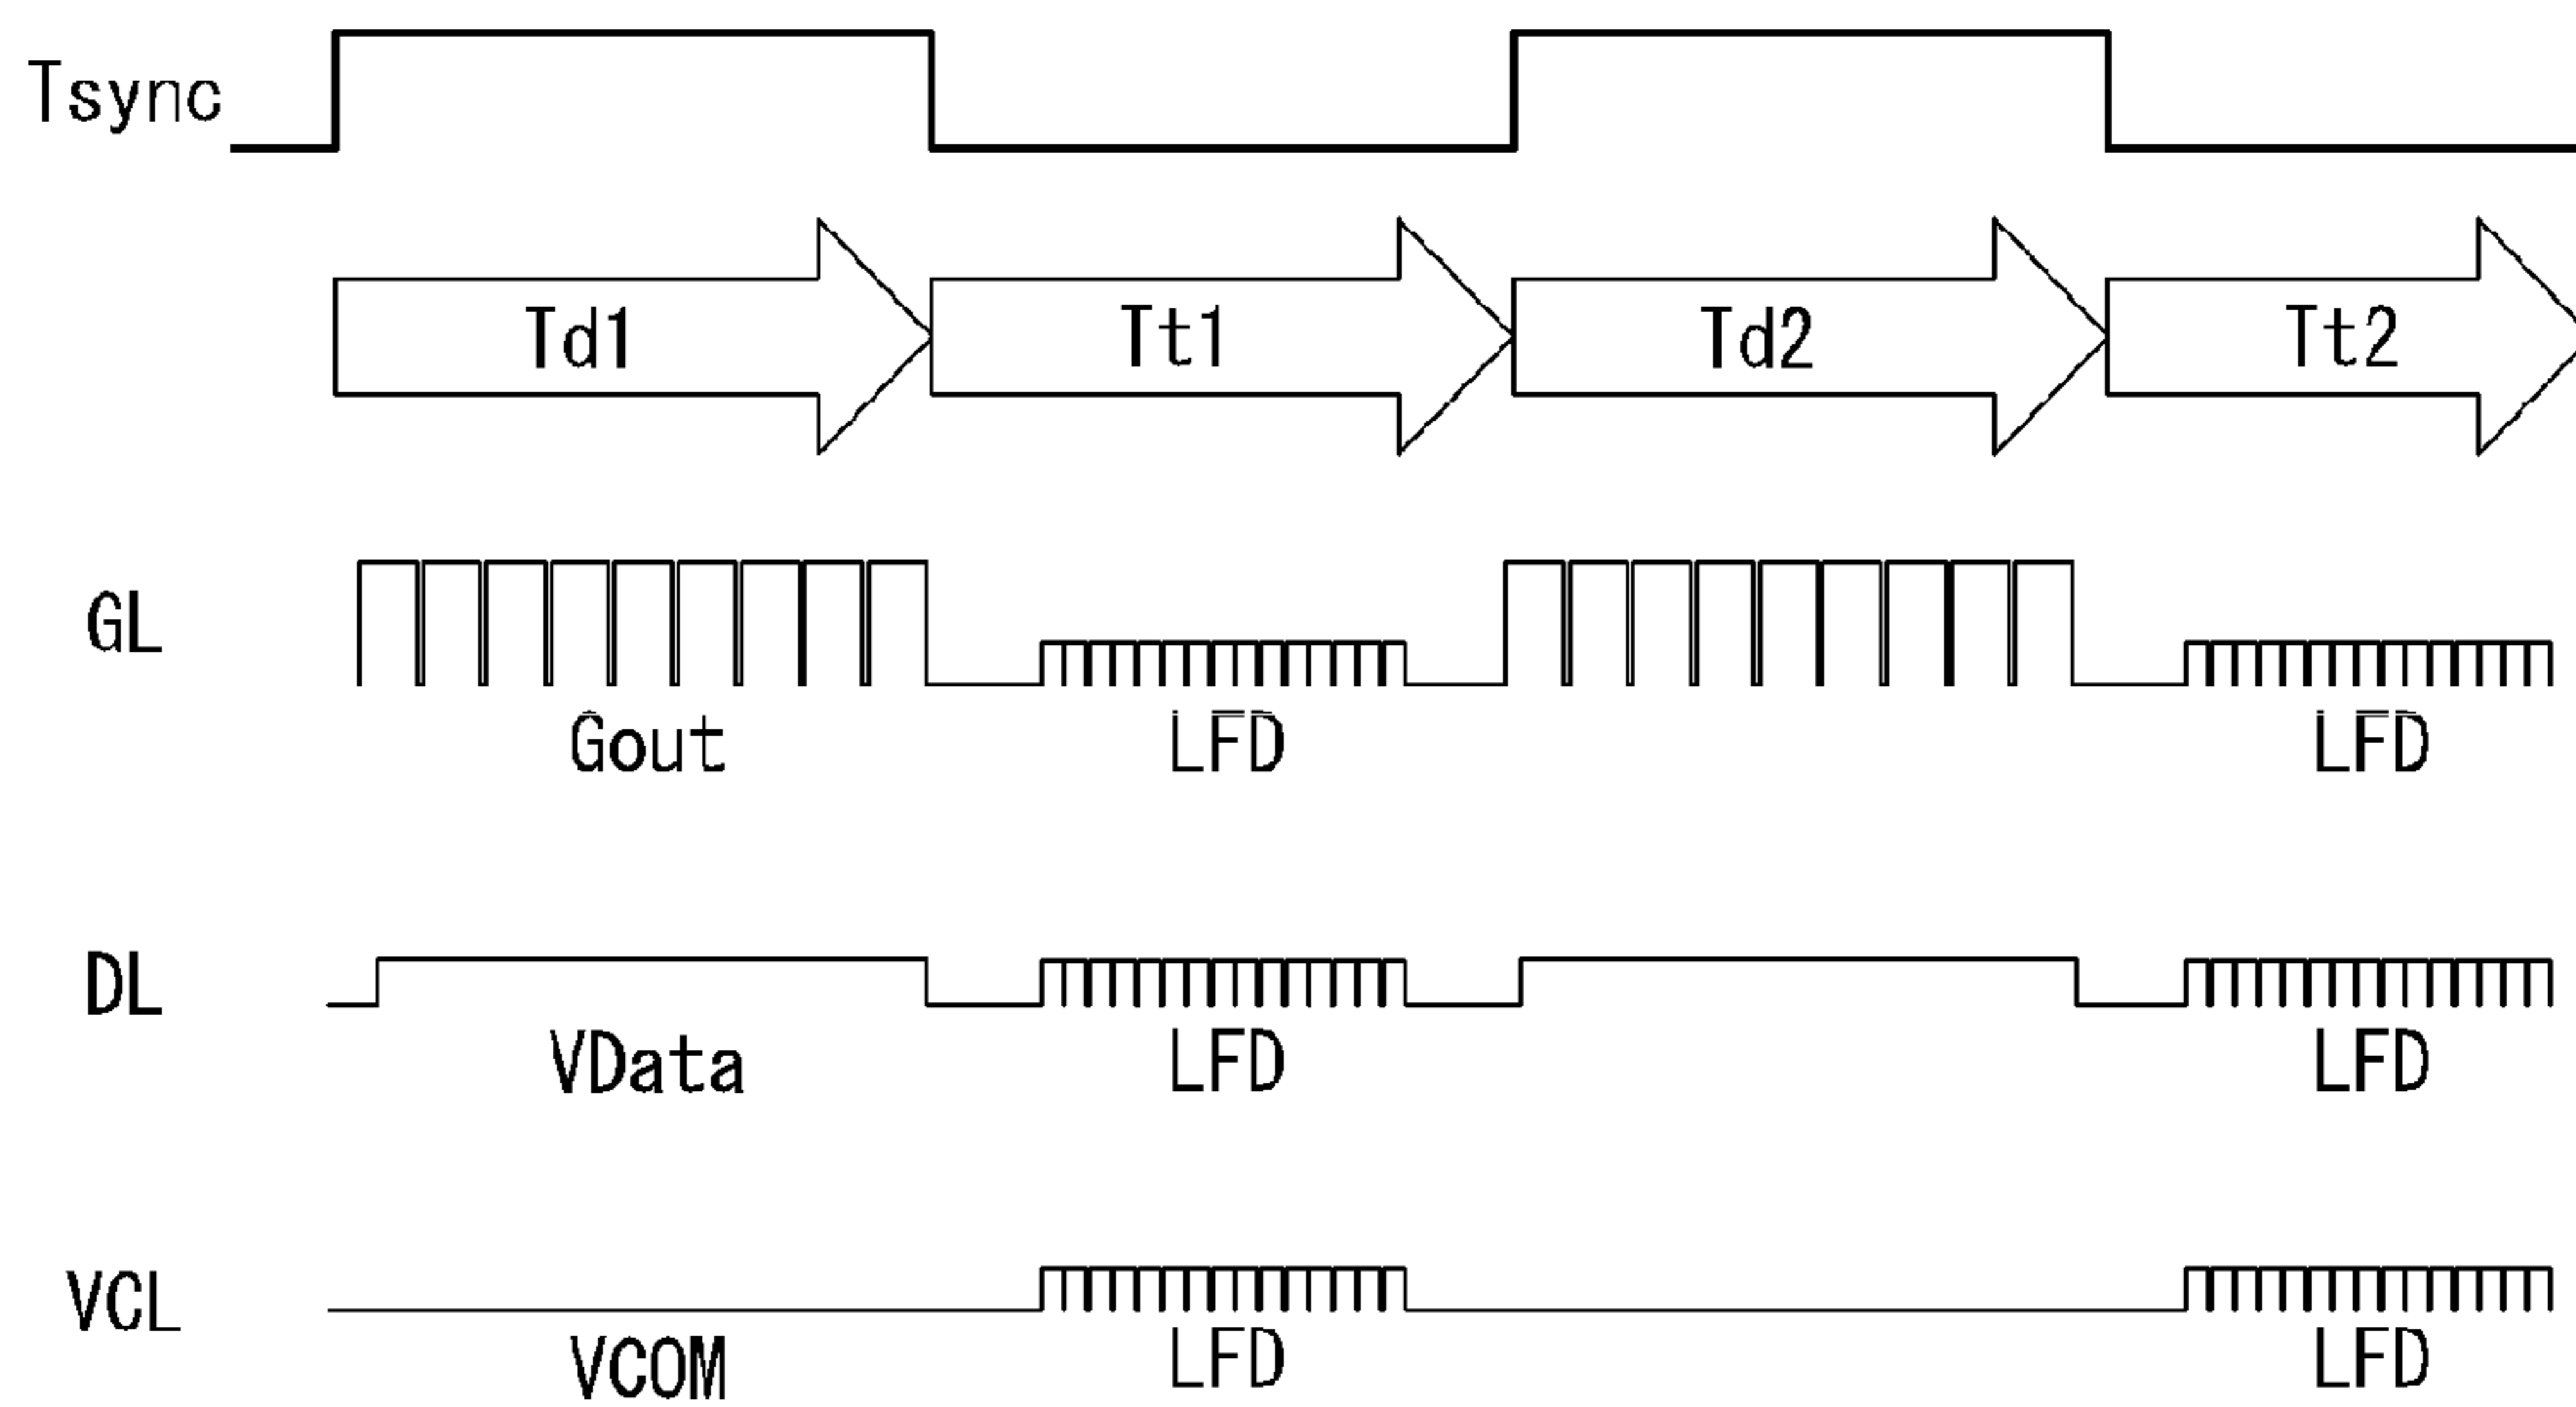 Tsync
Td1 Tt1 Td2 Tt2
GL
Gout LFD LFD
DL
VData LFD LFD
VCL
VCOM LFD LFD